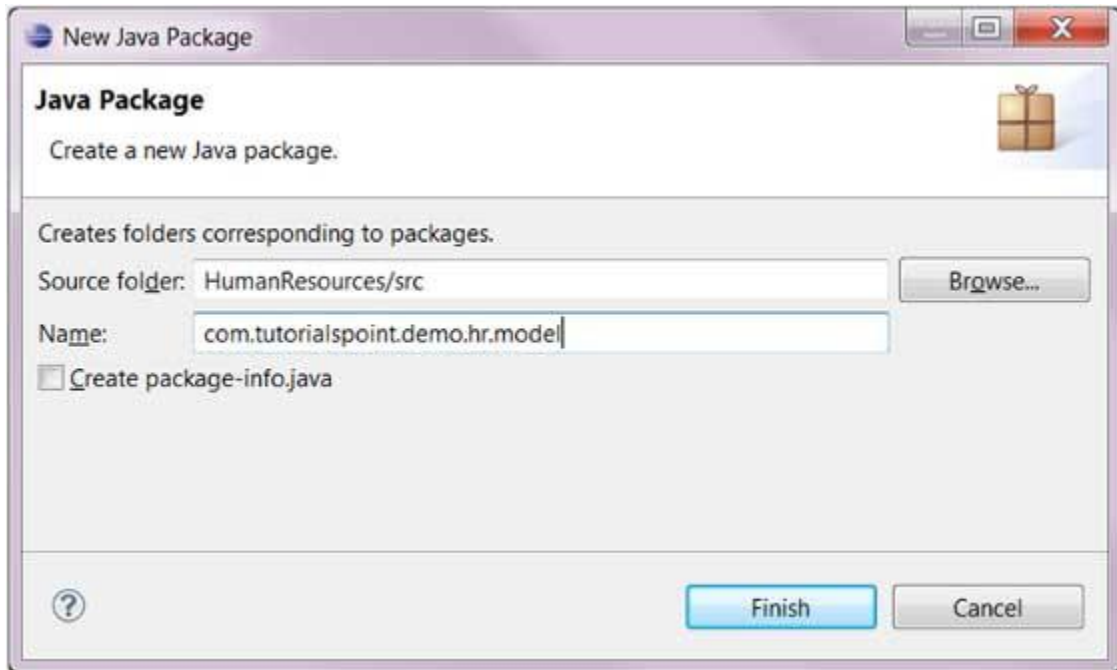 New Java Package
Java Package
Create a new Java package.
Creates folders corresponding to packages.
Source folder: HumanResources/src Browse...
Name: com.tutorialspoint.demo.hr.model
Create package-info.java
? Finish Cancel